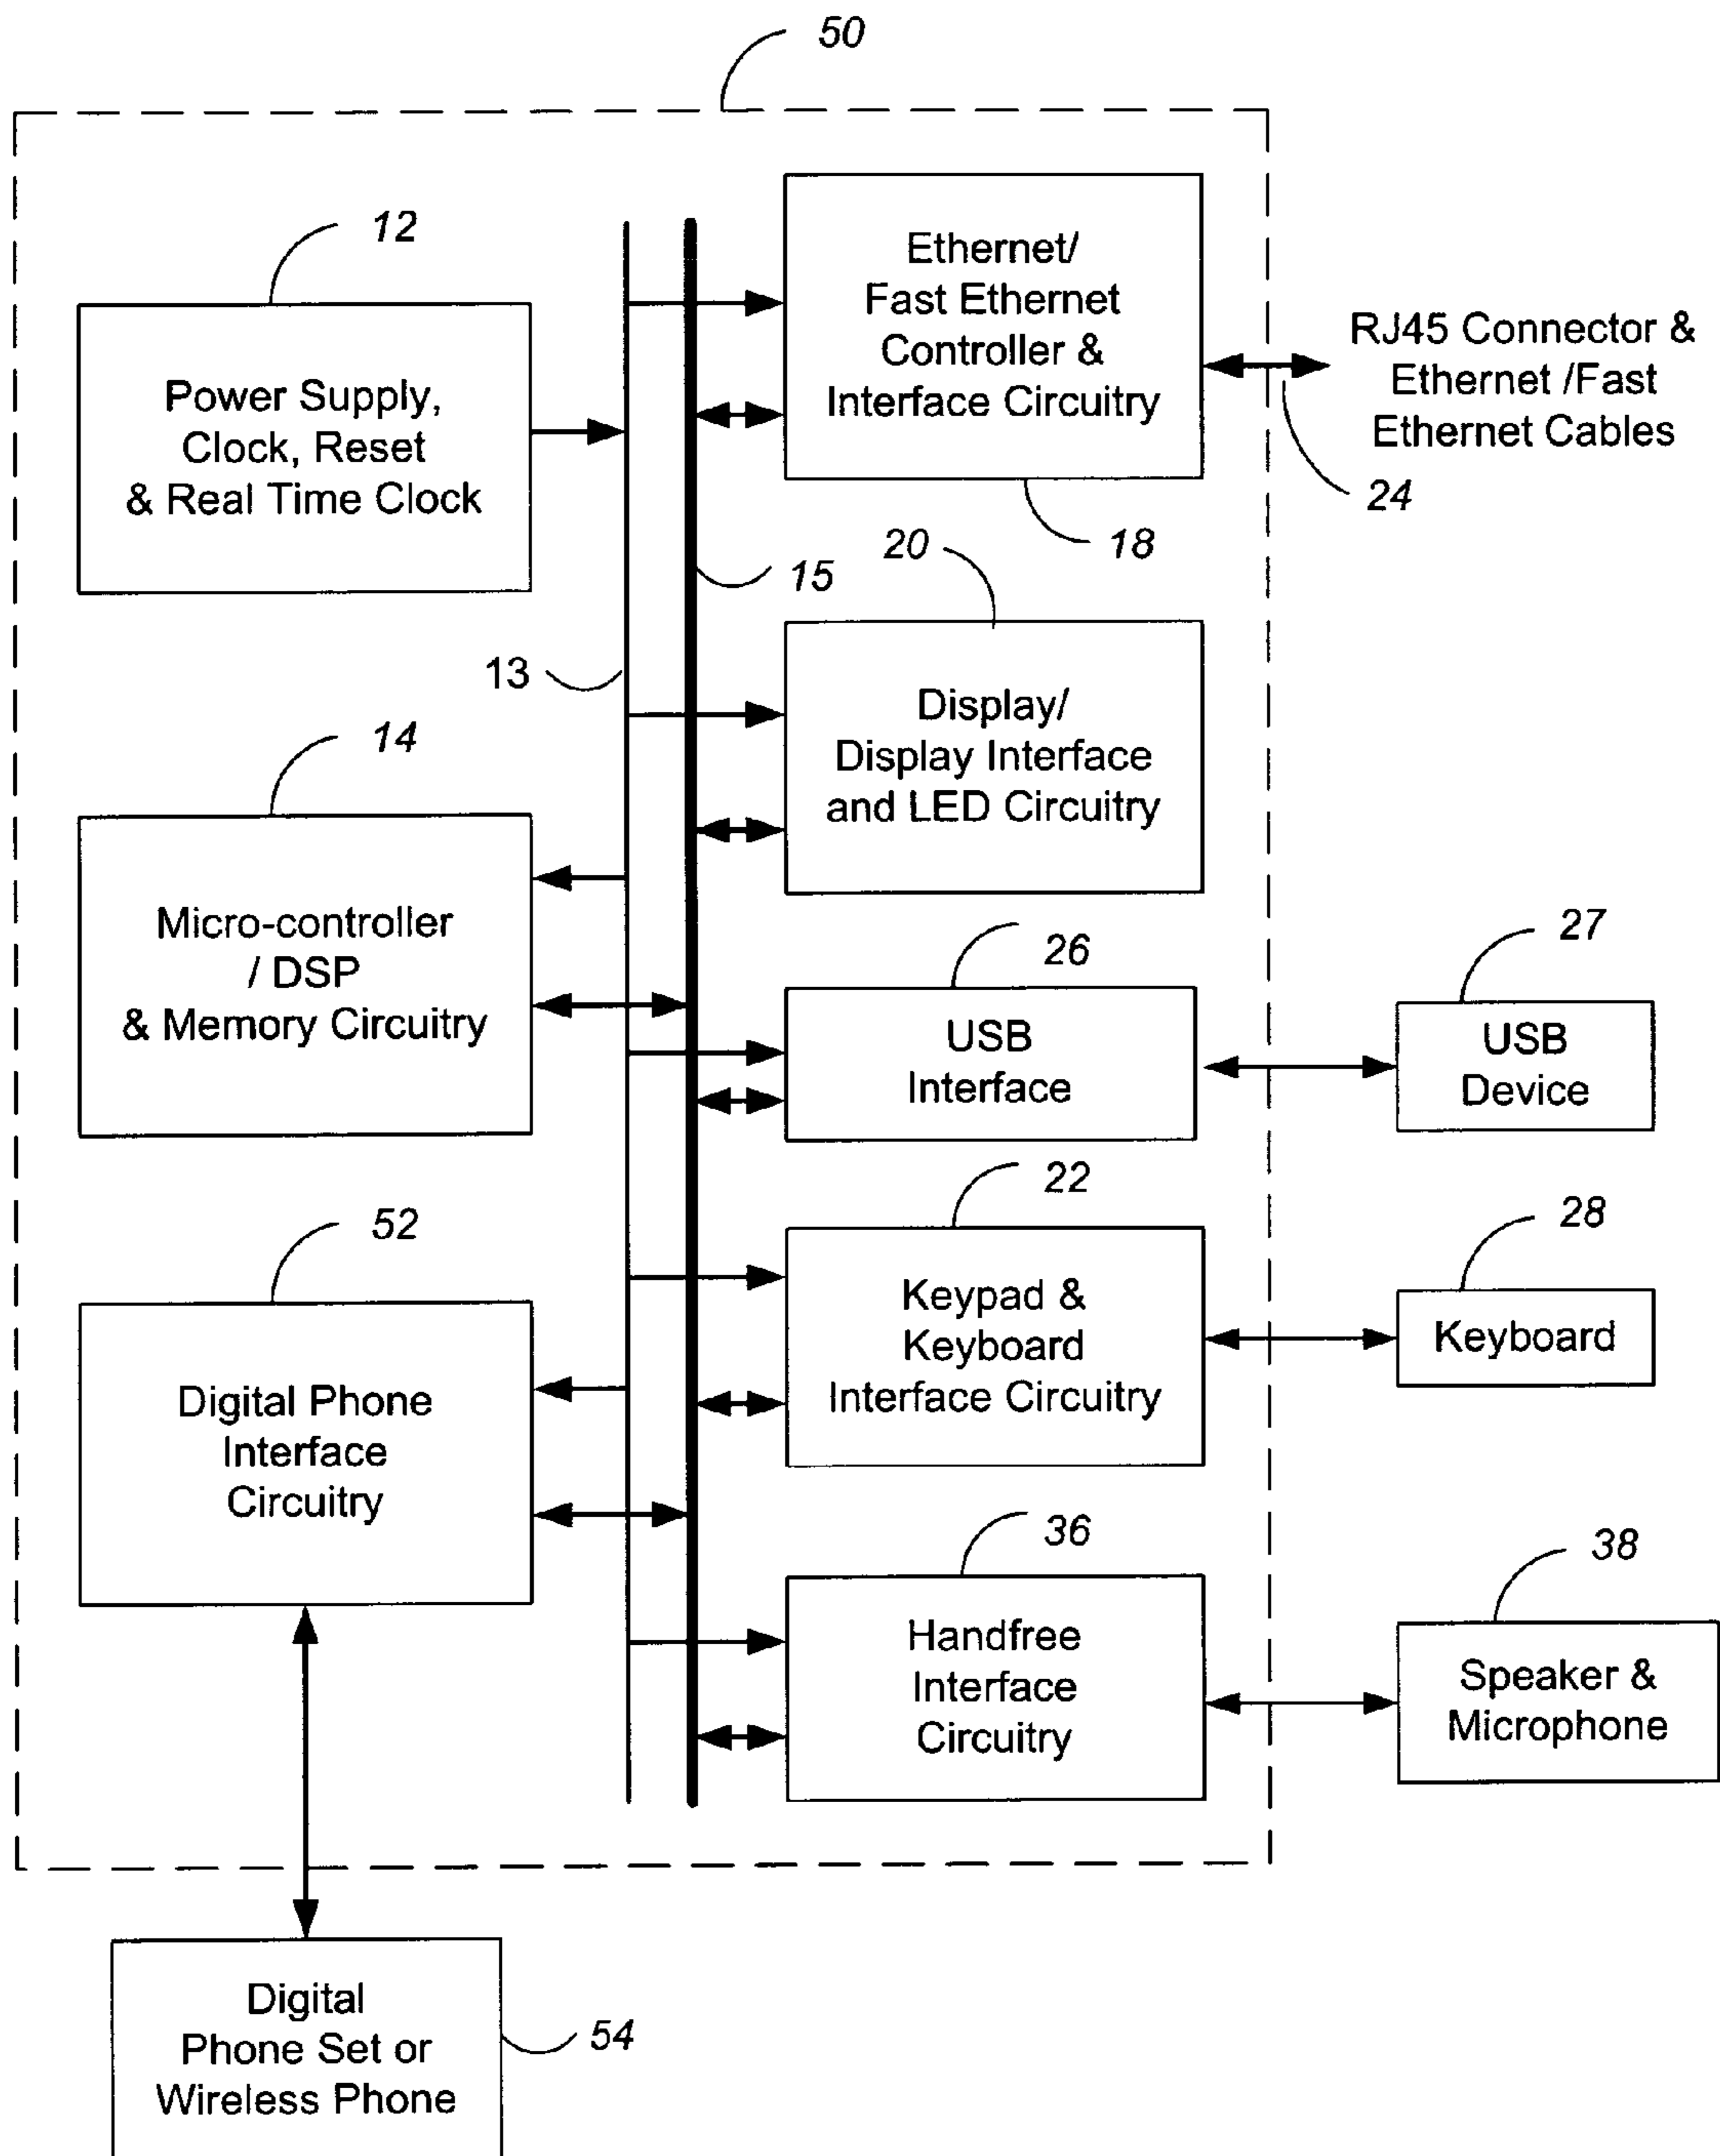 50
12
Power Supply,
Clock, Reset
& Real Time Clock
Ethernet/
Fast Ethernet
Controller &
Interface Circuitry
18
RJ45 Connector &
Ethernet /Fast
Ethernet Cables
24
15
13
20
Display/
Display Interface
and LED Circuitry
14
Micro-controller
/ DSP
& Memory Circuitry
26
USB
Interface
27
USB
Device
52
Digital Phone
Interface
Circuitry
22
Keypad &
Keyboard
Interface Circuitry
28
Keyboard
36
Handfree
Interface
Circuitry
38
Speaker &
Microphone
Digital
Phone Set or
Wireless Phone
54